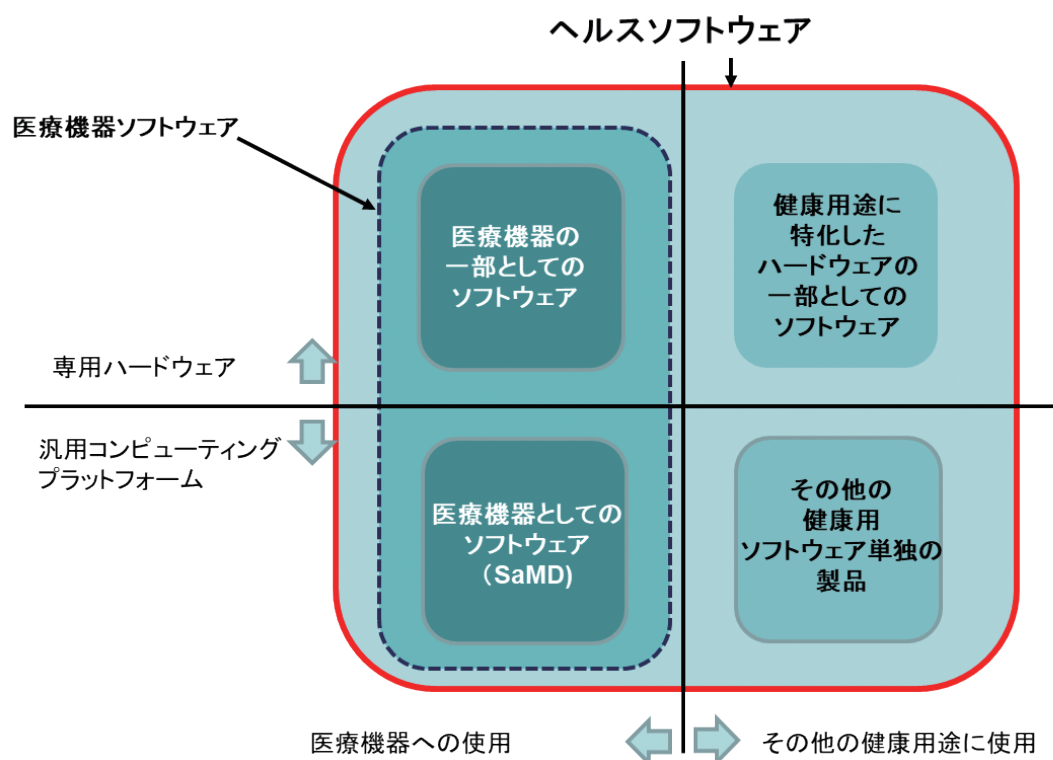 ヘルスソフトウェア
医療機器ソフトウェア
医療機器の
一部としての
ソフトウェア
健康用途に
特化した
ハードウェアの
一部としての
ソフトウェア
専用ハードウェア
汎用コンピューティング
プラットフォーム
医療機器としての
ソフトウェア
（SaMD)
その他の
健康用
ソフトウェア単独の
製品
医療機器への使用
その他の健康用途に使用